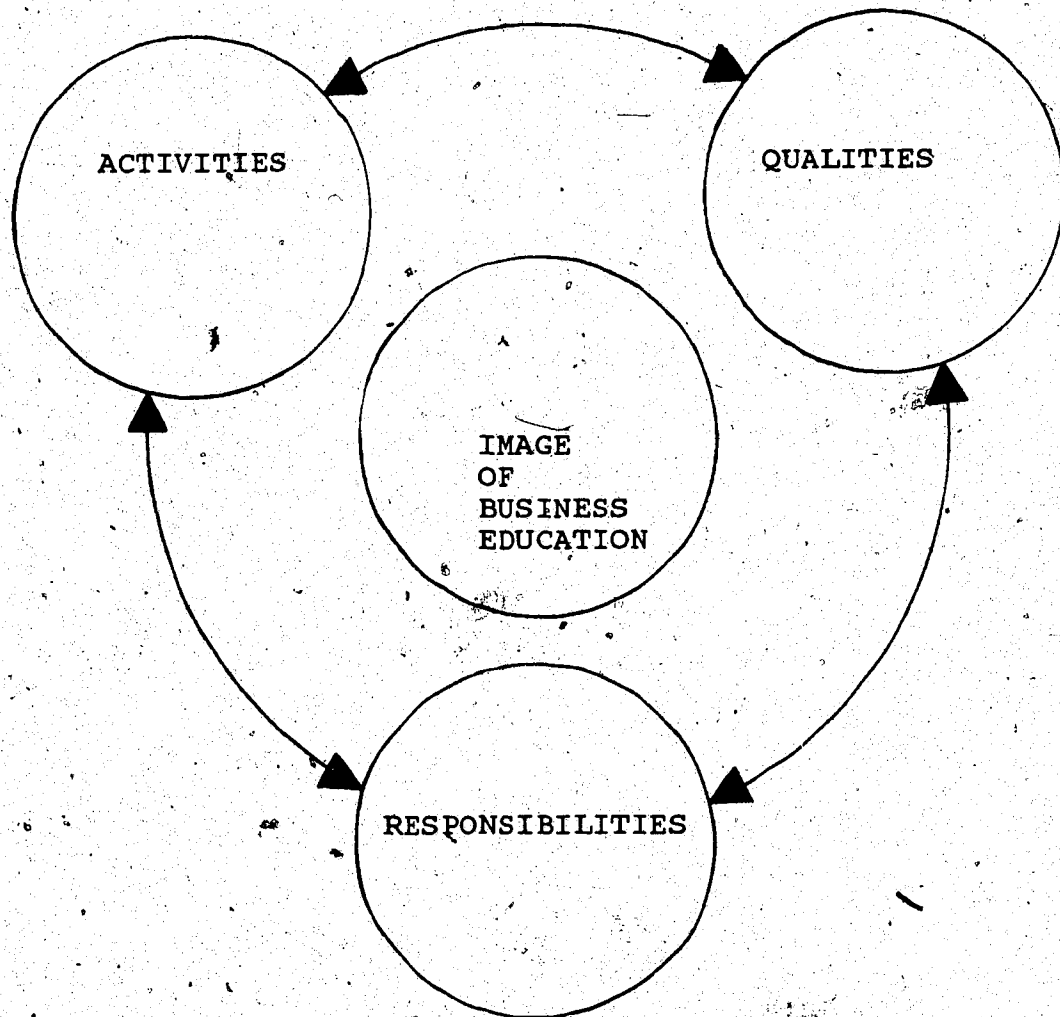 ACTIVITIES
QUALITIES
IMAGE
OF
BUSINESS
EDUCATION
RESPONSIBILITIES